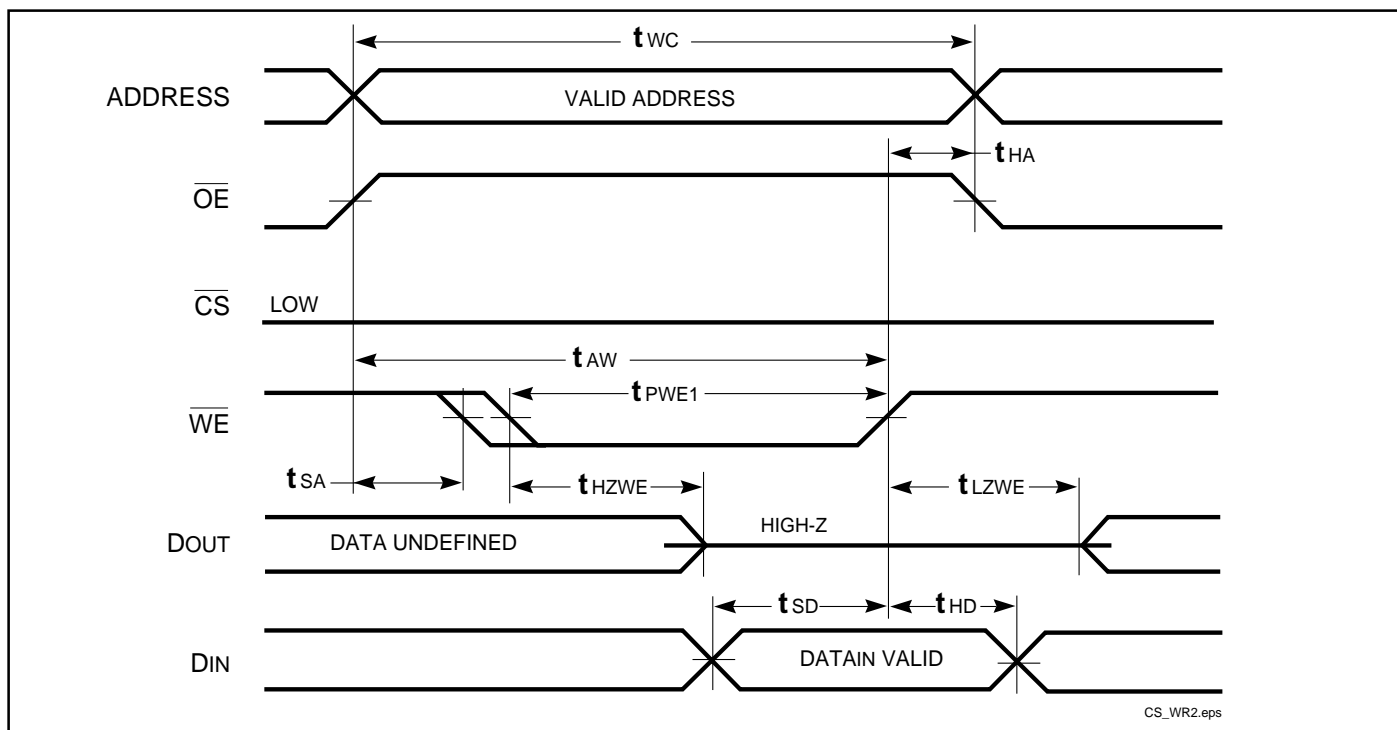 tWC
ADDRESS
VALID ADDRESS
tHA
OE
CS
LOW
tAW
tPWE1
WE
tSA
tHZWE
tLZWE
HIGH-Z
DOUT
DATA UNDEFINED
tSD
tHD
DIN
DATAIN VALID
CS_WR2.eps